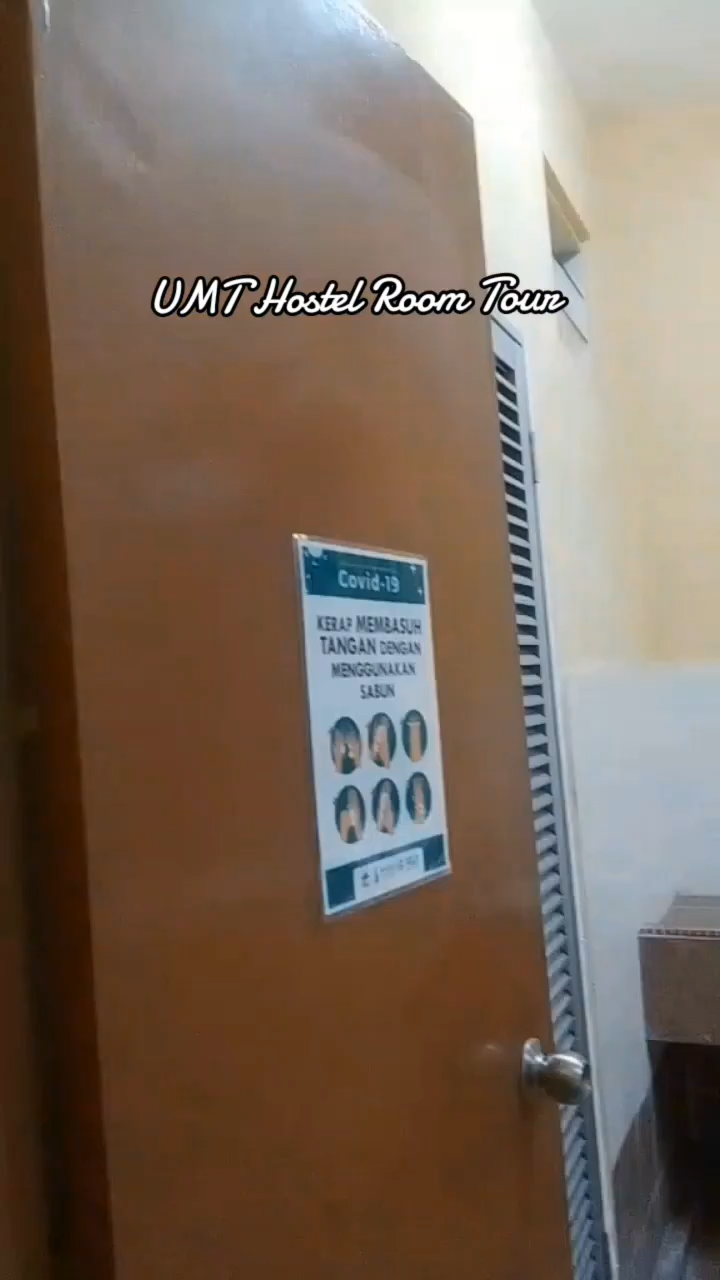 UMT Hostel Room Tour
Covid-19
KERAP MEMBASUH
TANGAN DENGAN
MENGGUNAKAN
SABUN